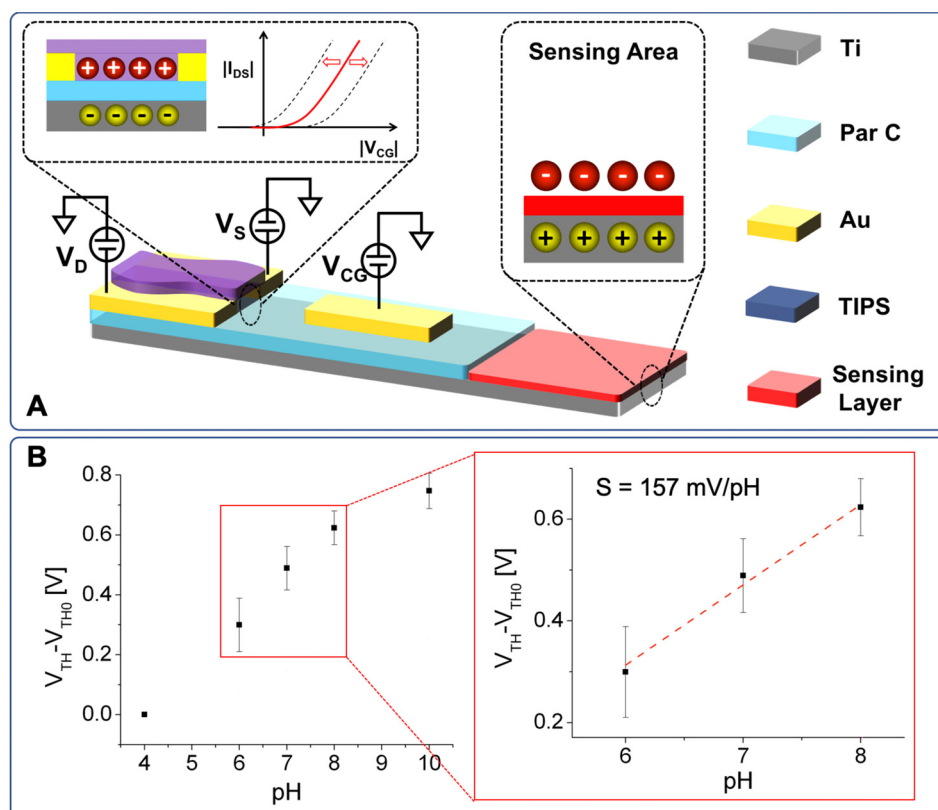 |I_DS|
|V_CG|
+ + + +
- - - -
V_D
V_S
V_CG
Sensing Area
- - - -
+ + + +
Ti
Par C
Au
TIPS
Sensing
Layer
A
B
V_TH-V_TH0 [V]
0.8
0.6
0.4
0.2
0.0
4 5 6 7 8 9 10
pH
S = 157 mV/pH
V_TH-V_TH0 [V]
0.6
0.4
0.2
6 7 8
pH